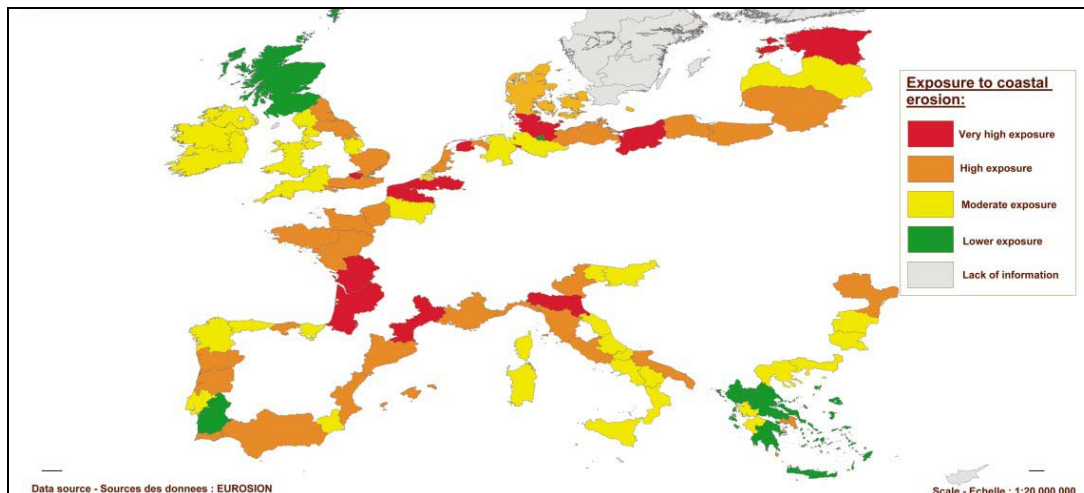 Exposure to coastal
erosion:
Very high exposure
High exposure
Moderate exposure
Lower exposure
Lack of information
Data source - Sources des donnees : EUROSION
Scale - Echelle : 1:20 000 000